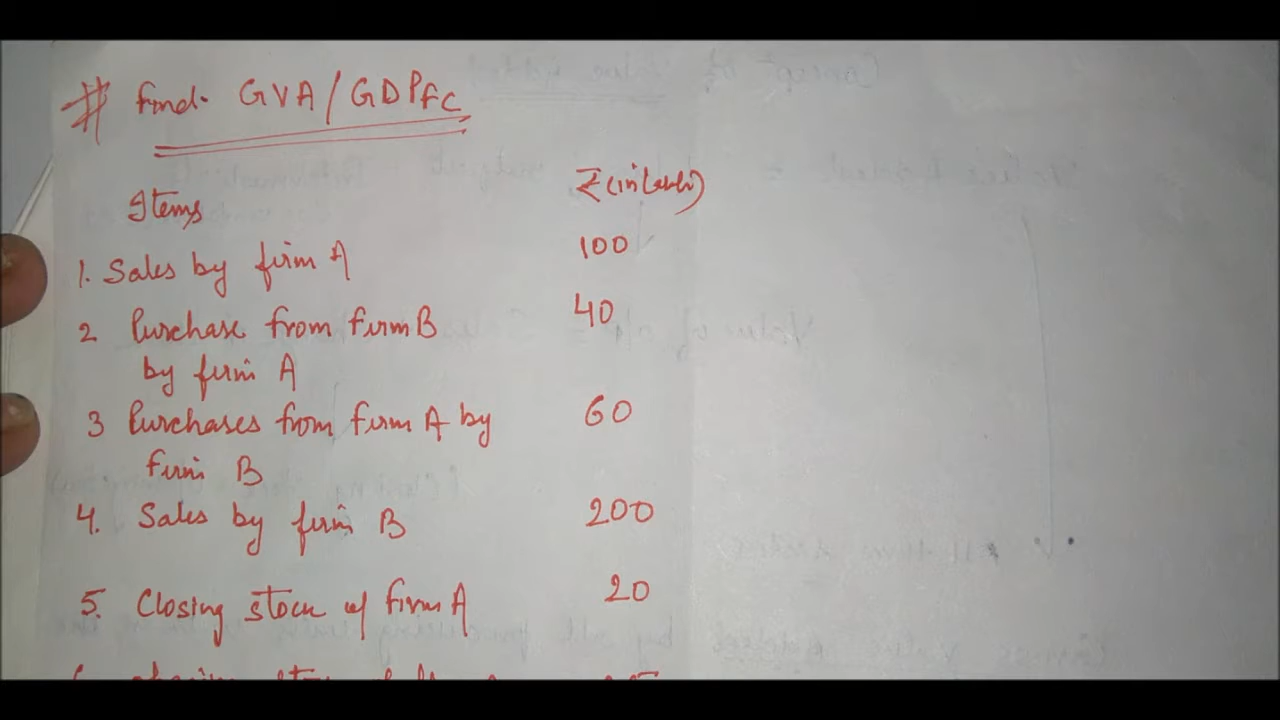 # Find. GVA/GDPFC
Items ₹(in lakh)
1. Sales by firm A 100
2 Purchase from firm B 40
by firm A
3 Purchases from firm A by 60
firm B
4. Sales by firm B 200
5. Closing stock of firm A 20